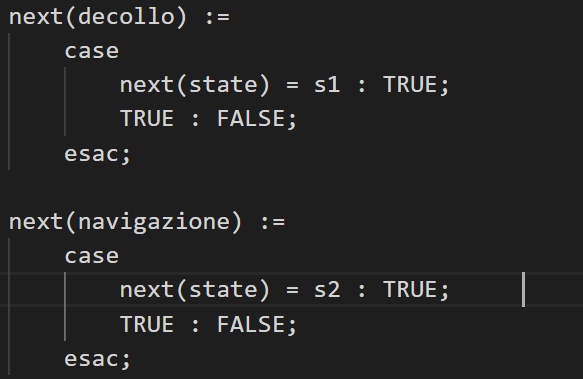 next(decollo) :=
    case
        next(state) = s1 : TRUE;
        TRUE : FALSE;
    esac;

next(navigazione) :=
    case
        next(state) = s2 : TRUE;
        TRUE : FALSE;
    esac;